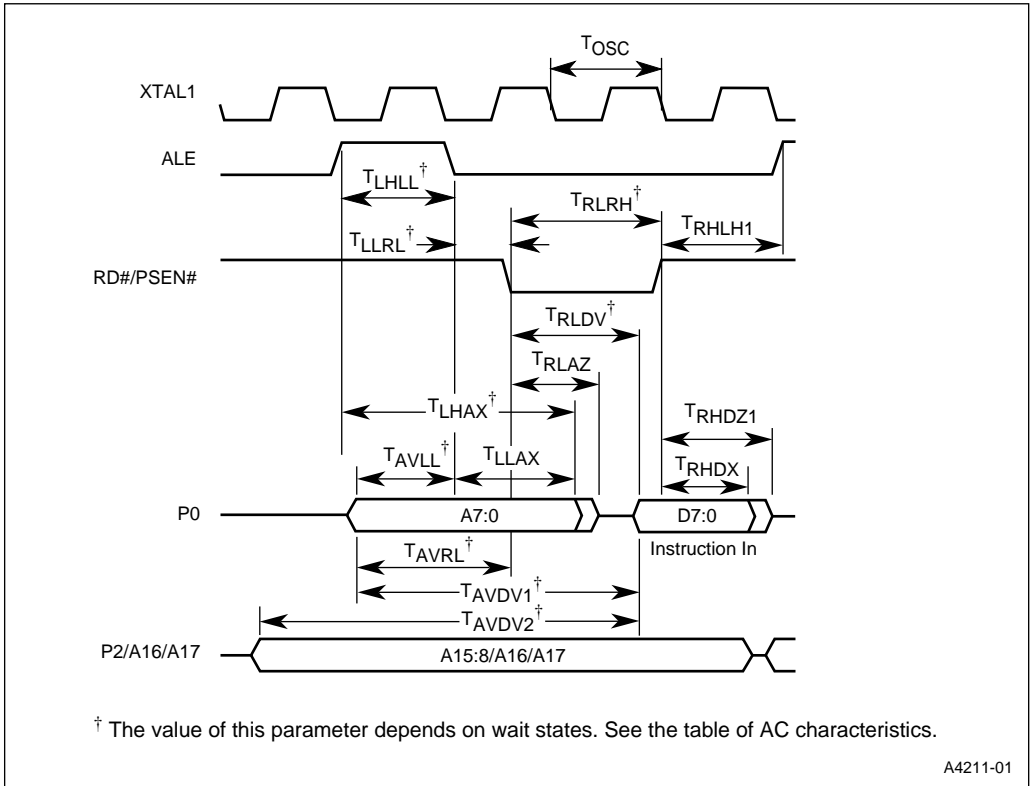 TOSC
XTAL1
ALE
TLHLL†
TRLRH†
TRHLH1
TLLRL†
RD#/PSEN#
TRLDV†
TRLAZ
TLHAX†
TRHDZ1
TAVLL†
TLLAX
TRHDX
P0
A7:0
D7:0
Instruction In
TAVRL†
TAVDV1†
TAVDV2†
P2/A16/A17
A15:8/A16/A17
† The value of this parameter depends on wait states. See the table of AC characteristics.
A4211-01